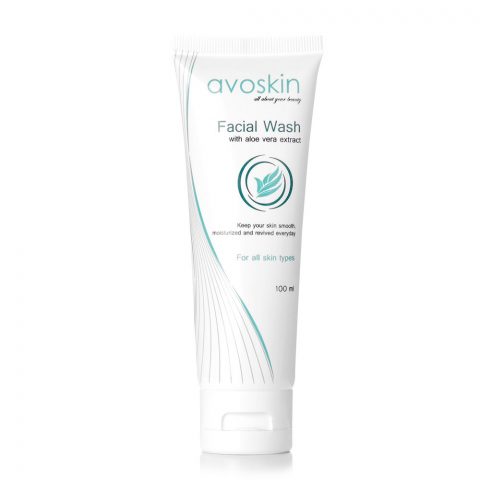 avoskin
all about your beauty
Facial Wash
with aloe vera extract
Keep your skin smooth,
moisturized and revived everyday
For all skin types
100 ml